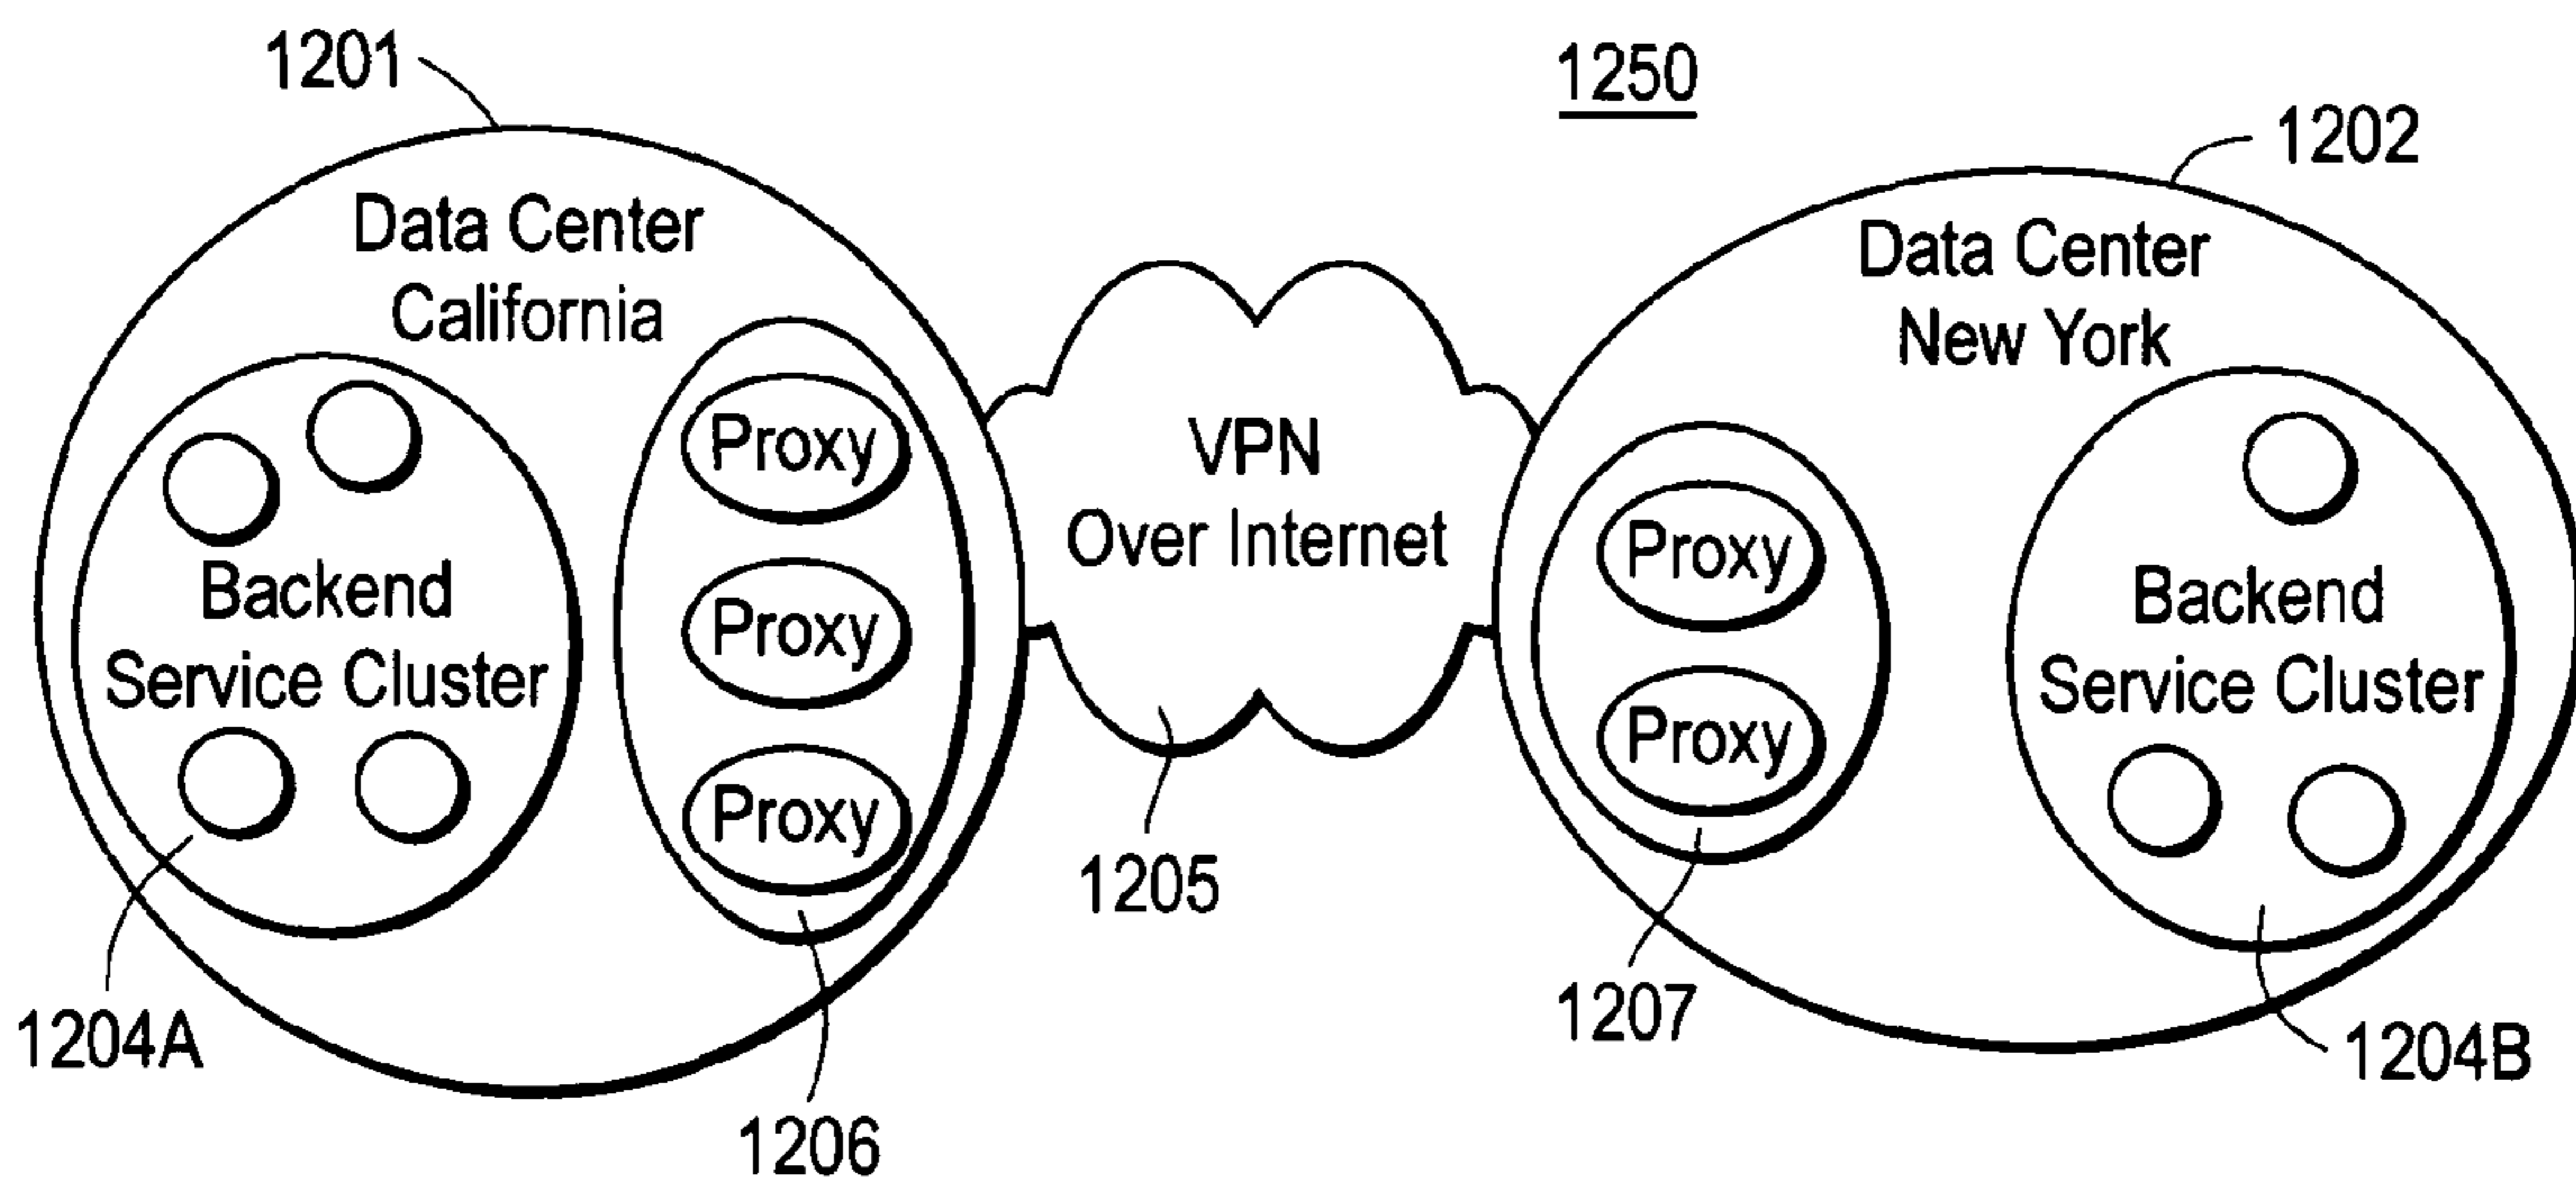 1201
1250
1202
Data Center
California
Data Center
New York
Proxy
Proxy
Proxy
Backend
Service Cluster
VPN
Over Internet
Proxy
Proxy
Backend
Service Cluster
1204A
1206
1205
1207
1204B